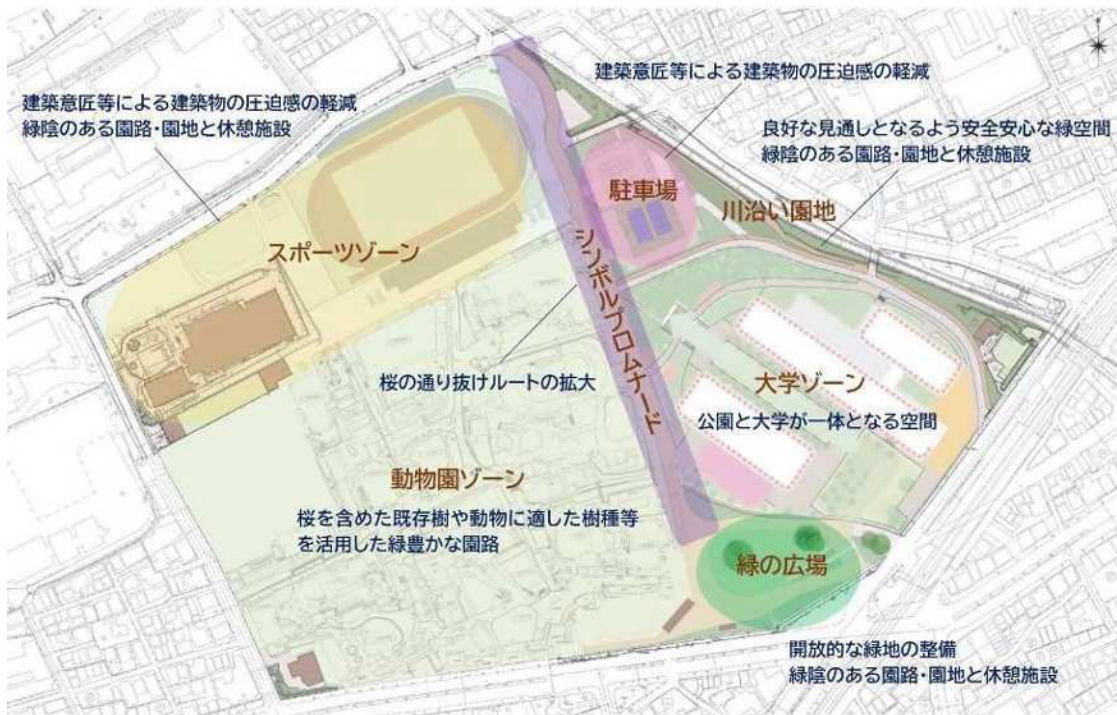 建築意匠等による建築物の圧迫感の軽減
建築意匠等による建築物の圧迫感の軽減
緑陰のある園路・園地と休憩施設
良好な見通しとなるよう安全安心な緑空間
緑陰のある園路・園地と休憩施設
駐車場
川沿い園地
スポーツゾーン
シンボルプロムナード
桜の通り抜けルートの拡大
大学ゾーン
公園と大学が一体となる空間
動物園ゾーン
桜を含めた既存樹や動物に適した樹種等
を活用した緑豊かな園路
緑の広場
開放的な緑地の整備
緑陰のある園路・園地と休憩施設